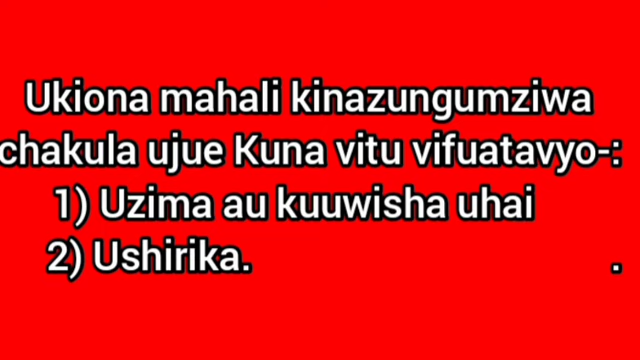 Ukiona mahali kinazungumziwa
chakula ujue Kuna vitu vifuatavyo-:
1) Uzima au kuuwisha uhai
2) Ushirika. .